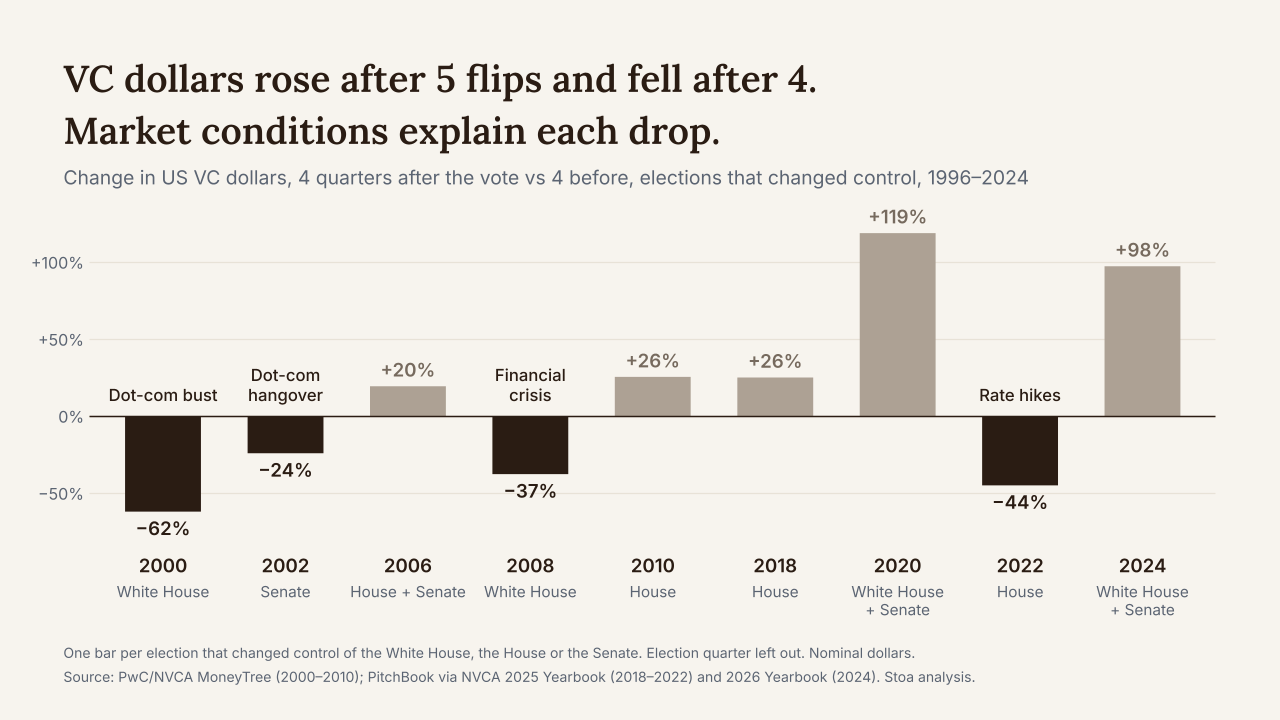 VC dollars rose after 5 flips and fell after 4.
Market conditions explain each drop.
Change in US VC dollars, 4 quarters after the vote vs 4 before, elections that changed control, 1996–2024
+119%
+98%
+100%
+50%
+20%
+26%
+26%
Dot-com bust
Dot-com
hangover
Financial
crisis
Rate hikes
0%
−24%
−37%
−44%
−50%
−62%
2000
2002
2006
2008
2010
2018
2020
2022
2024
White House
Senate
House + Senate
White House
House
House
White House
+ Senate
House
White House
+ Senate
One bar per election that changed control of the White House, the House or the Senate. Election quarter left out. Nominal dollars.
Source: PwC/NVCA MoneyTree (2000–2010); PitchBook via NVCA 2025 Yearbook (2018–2022) and 2026 Yearbook (2024). Stoa analysis.